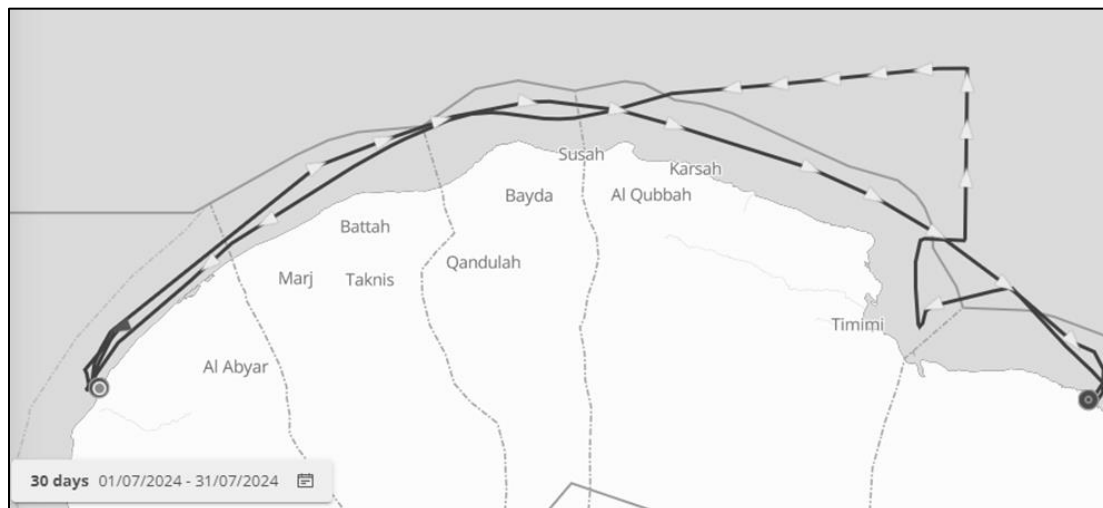 Susah
Karsah
Bayda
Al Qubbah
Battah
Qandulah
Marj
Taknis
Timimi
Al Abyar
30 days 01/07/2024 - 31/07/2024